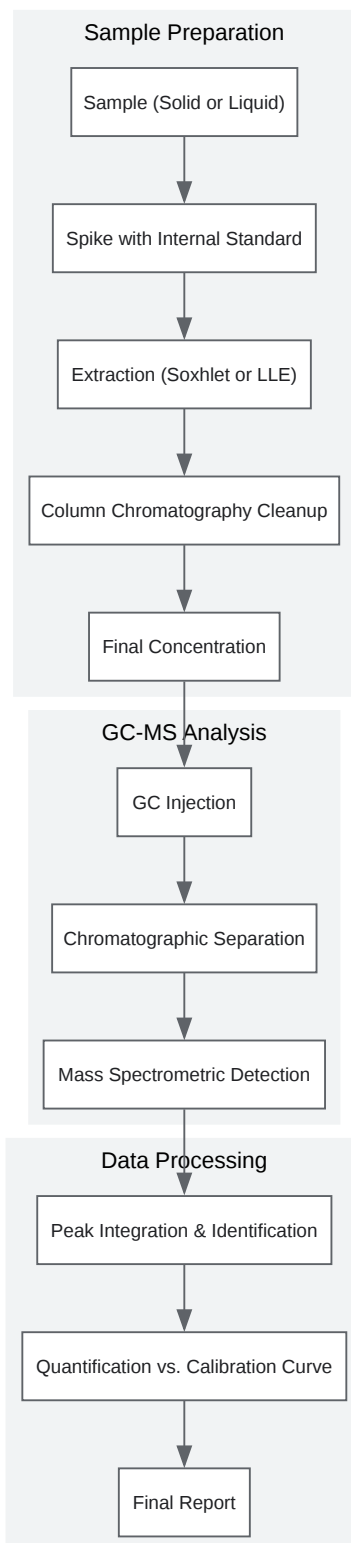 Sample Preparation
Sample (Solid or Liquid)
Spike with Internal Standard
Extraction (Soxhlet or LLE)
Column Chromatography Cleanup
Final Concentration
GC-MS Analysis
GC Injection
Chromatographic Separation
Mass Spectrometric Detection
Data Processing
Peak Integration & Identification
Quantification vs. Calibration Curve
Final Report